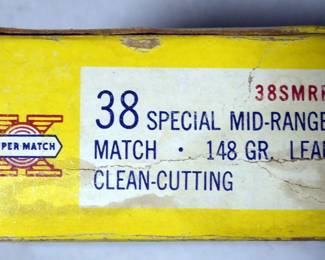 38SMRP
38 SPECIAL MID-RANGE
MATCH · 148 GR. LEAD
CLEAN-CUTTING
PER-MATCH